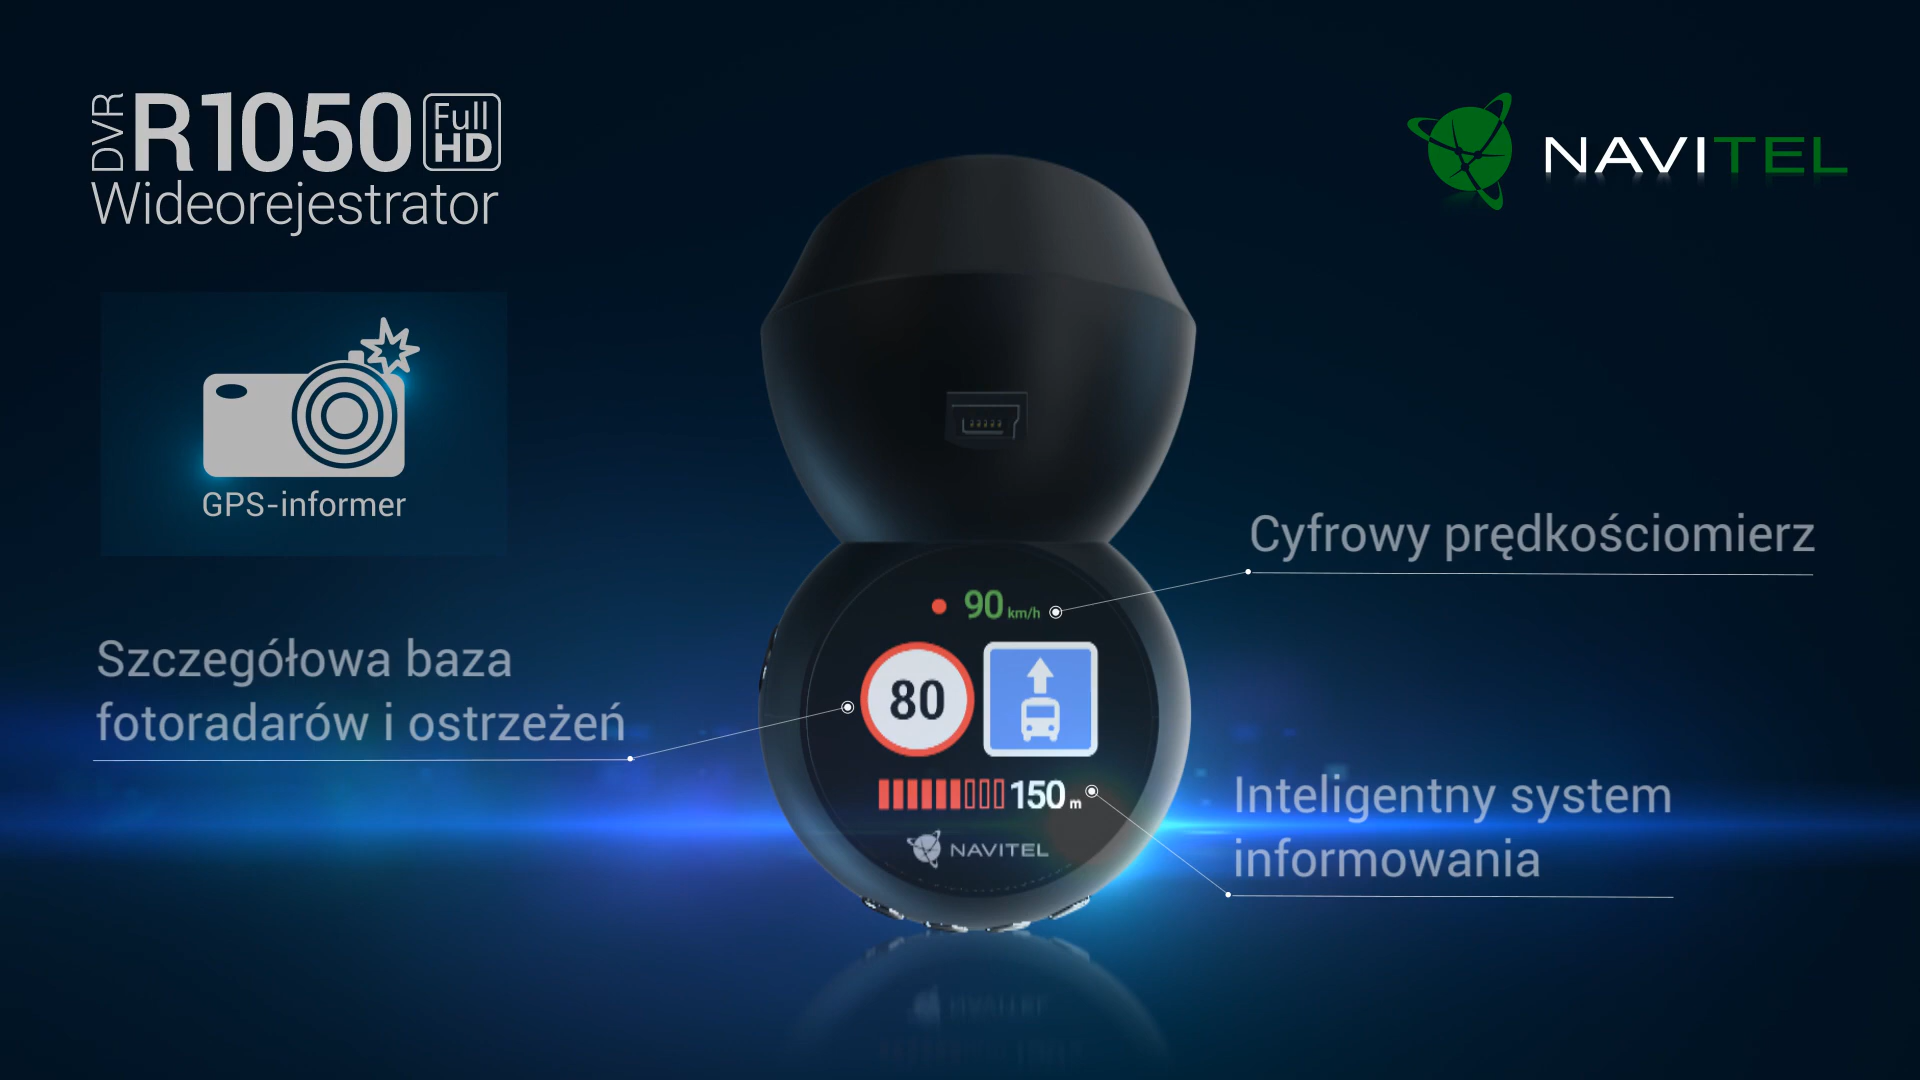 DVR R1050 Full HD
Wideorejestrator
NAVITEL
GPS-informer
Cyfrowy prędkościomierz
90 km/h
Szczegółowa baza
fotoradarów i ostrzeżeń
80
150 m
NAVITEL
Inteligentny system
informowania